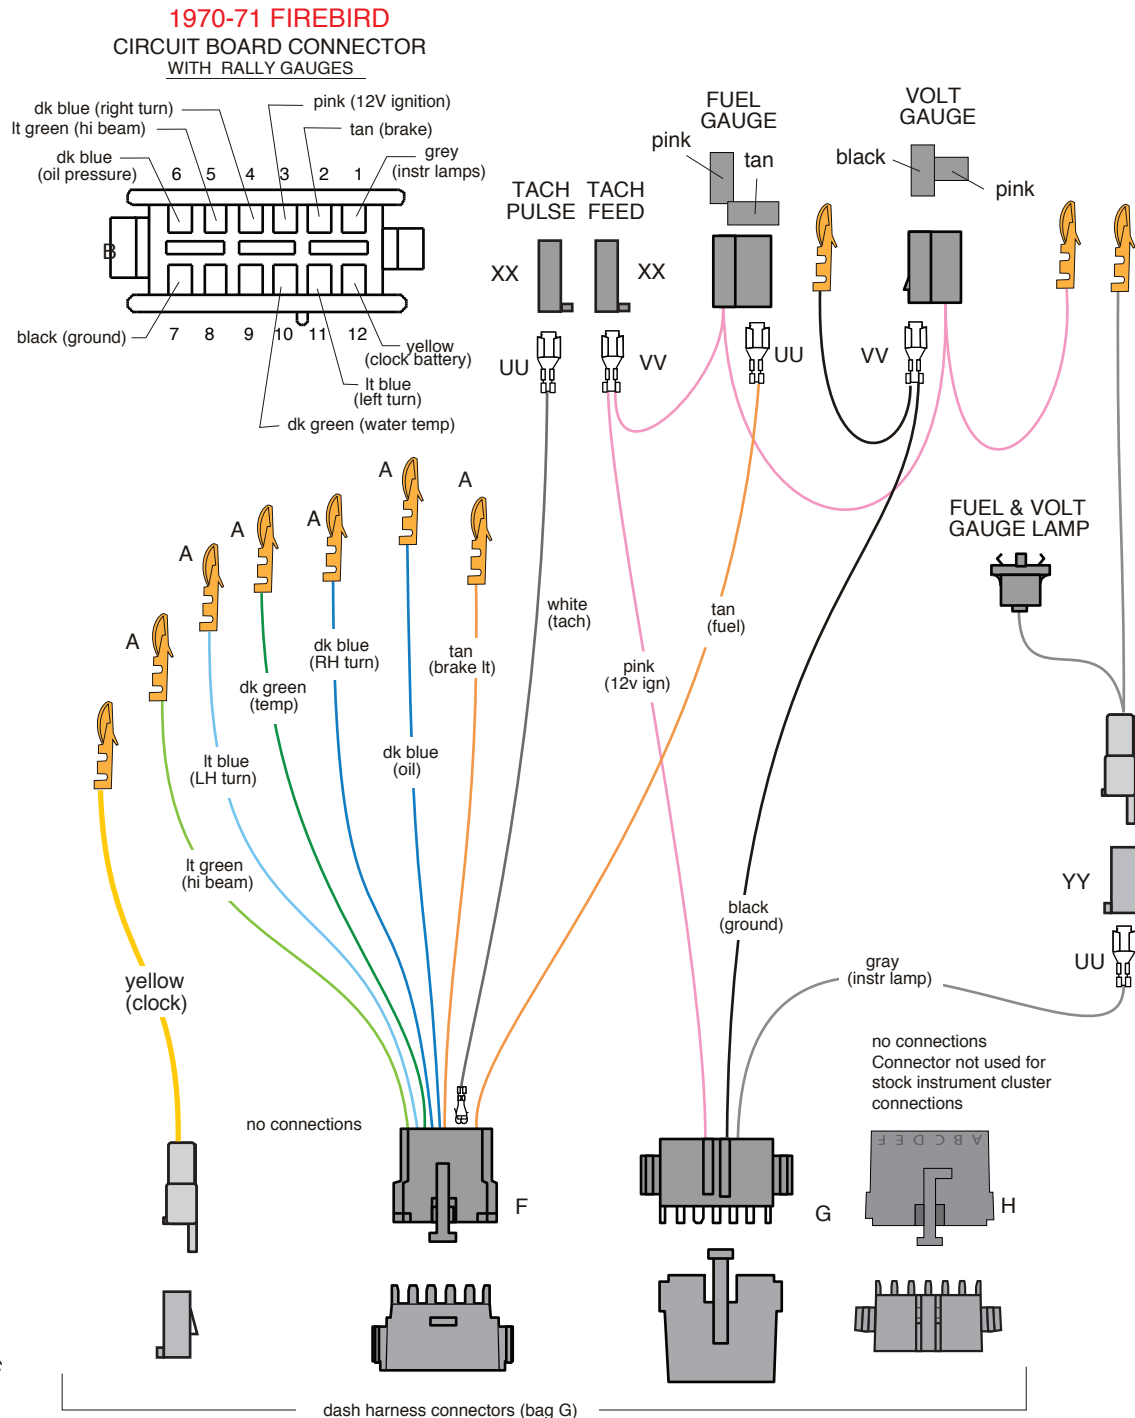 1970-71 FIREBIRD
CIRCUIT BOARD CONNECTOR
WITH RALLY GAUGES
dk blue (right turn)
pink (12V ignition)
lt green (hi beam)
tan (brake)
dk blue
(oil pressure)
grey
(instr lamps)
6 5 4 3 2 1
B
7 8 9 10 11 12
black (ground)
yellow
(clock battery)
lt blue
(left turn)
dk green (water temp)
TACH
PULSE
TACH
FEED
FUEL
GAUGE
pink
tan
VOLT
GAUGE
black
pink
XX
XX
UU
VV
UU
VV
FUEL & VOLT
GAUGE LAMP
A
A
A
A
A
A
white
(tach)
tan
(fuel)
dk blue
(RH turn)
tan
(brake lt)
pink
(12v ign)
dk green
(temp)
lt blue
(LH turn)
dk blue
(oil)
lt green
(hi beam)
YY
black
(ground)
UU
gray
(instr lamp)
yellow
(clock)
no connections
Connector not used for
stock instrument cluster
connections
no connections
A B C D E F
F
G
H
dash harness connectors (bag G)